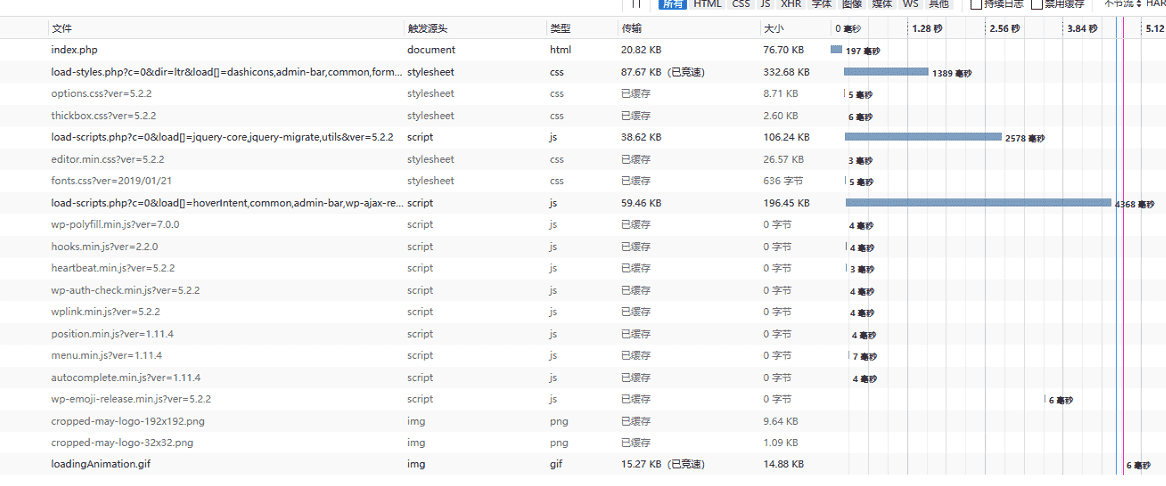 所有 HTML CSS JS XHR 字体 图像 媒体 WS 其他 持续日志 禁用缓存 不节流 HAR
文件 触发源头 类型 传输 大小 0 毫秒 1.28 秒 2.56 秒 3.84 秒 5.12
index.php document html 20.82 KB 76.70 KB 197 毫秒
load-styles.php?c=0&dir=ltr&load[]=dashicons,admin-bar,common,form... stylesheet css 87.67 KB（已竞速） 332.68 KB 1389 毫秒
options.css?ver=5.2.2 stylesheet css 已缓存 8.71 KB 5 毫秒
thickbox.css?ver=5.2.2 stylesheet css 已缓存 2.60 KB 6 毫秒
load-scripts.php?c=0&load[]=jquery-core,jquery-migrate,utils&ver=5.2.2 script js 38.62 KB 106.24 KB 2578 毫秒
editor.min.css?ver=5.2.2 stylesheet css 已缓存 26.57 KB 3 毫秒
fonts.css?ver=2019/01/21 stylesheet css 已缓存 636 字节 5 毫秒
load-scripts.php?c=0&load[]=hoverIntent,common,admin-bar,wp-ajax-re... script js 59.46 KB 196.45 KB 4368 毫秒
wp-polyfill.min.js?ver=7.0.0 script js 已缓存 0 字节 4 毫秒
hooks.min.js?ver=2.2.0 script js 已缓存 0 字节 4 毫秒
heartbeat.min.js?ver=5.2.2 script js 已缓存 0 字节 3 毫秒
wp-auth-check.min.js?ver=5.2.2 script js 已缓存 0 字节 4 毫秒
wplink.min.js?ver=5.2.2 script js 已缓存 0 字节 4 毫秒
position.min.js?ver=1.11.4 script js 已缓存 0 字节 4 毫秒
menu.min.js?ver=1.11.4 script js 已缓存 0 字节 7 毫秒
autocomplete.min.js?ver=1.11.4 script js 已缓存 0 字节 4 毫秒
wp-emoji-release.min.js?ver=5.2.2 script js 已缓存 0 字节 6 毫秒
cropped-may-logo-192x192.png img png 已缓存 9.64 KB
cropped-may-logo-32x32.png img png 已缓存 1.09 KB
loadingAnimation.gif img gif 15.27 KB（已竞速） 14.88 KB 6 毫秒